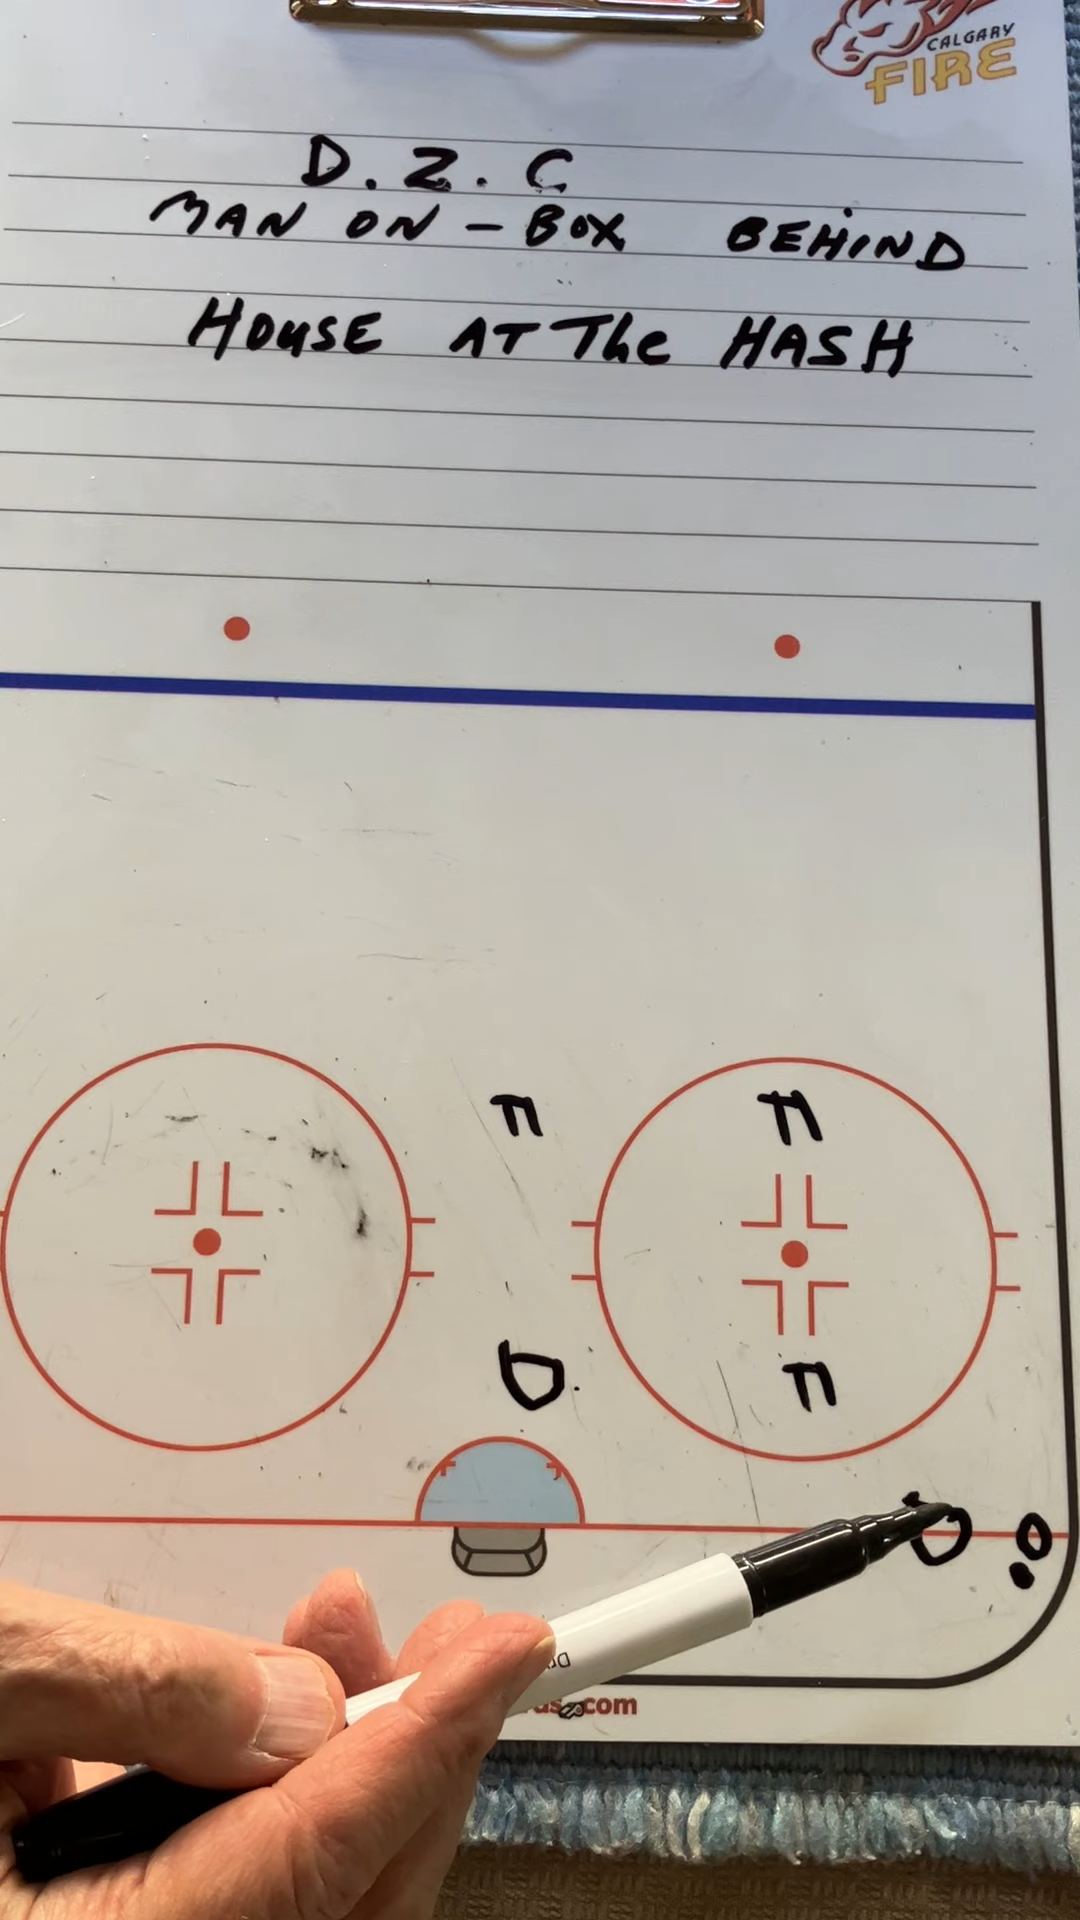 CALGARY
FIRE
D.Z.C
MAN ON - BOX BEHIND
HOUSE AT The HASH
.com